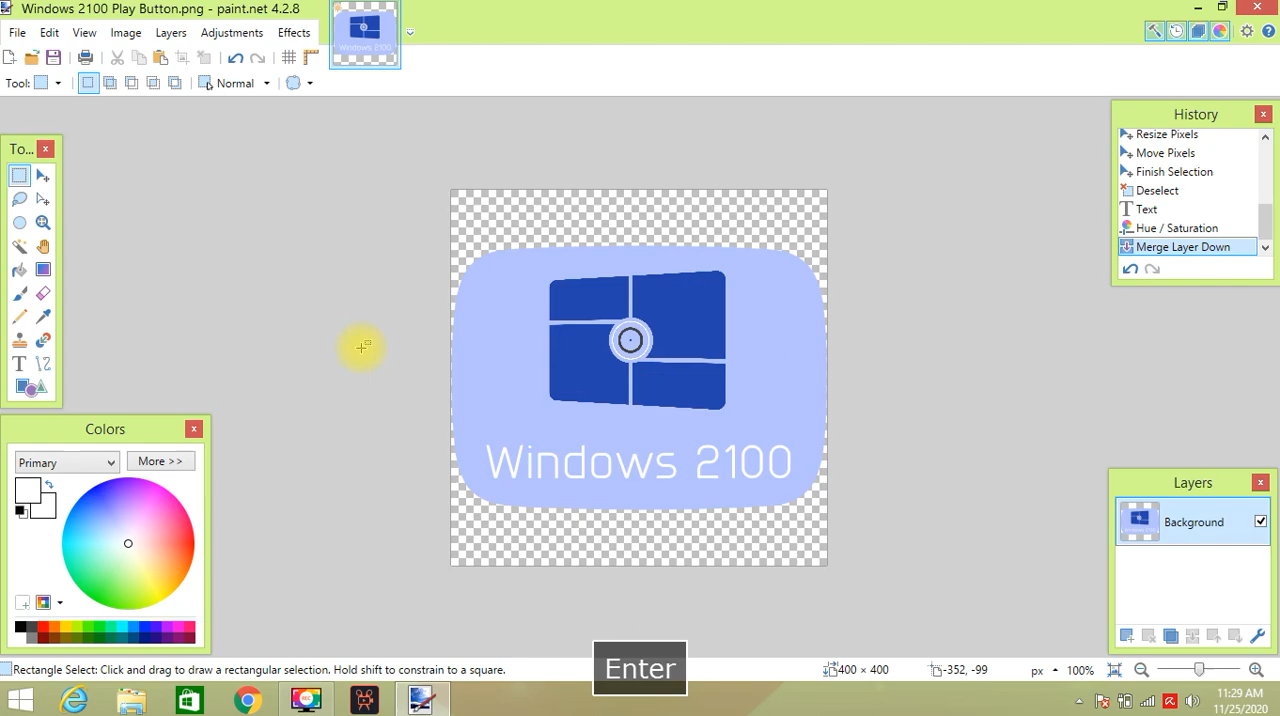 Windows 2100 Play Button.png - paint.net 4.2.8
File Edit View Image Layers Adjustments Effects
Windows 2100
Tool: Normal
To...
History
Resize Pixels
Move Pixels
Finish Selection
Deselect
Text
Hue / Saturation
Merge Layer Down
Windows 2100
Colors
Primary
More >>
Layers
Background
Enter
Rectangle Select: Click and drag to draw a rectangular selection. Hold shift to constrain to a square.
400 × 400
-352, -99
px
100%
REC
11:29 AM
11/25/2020